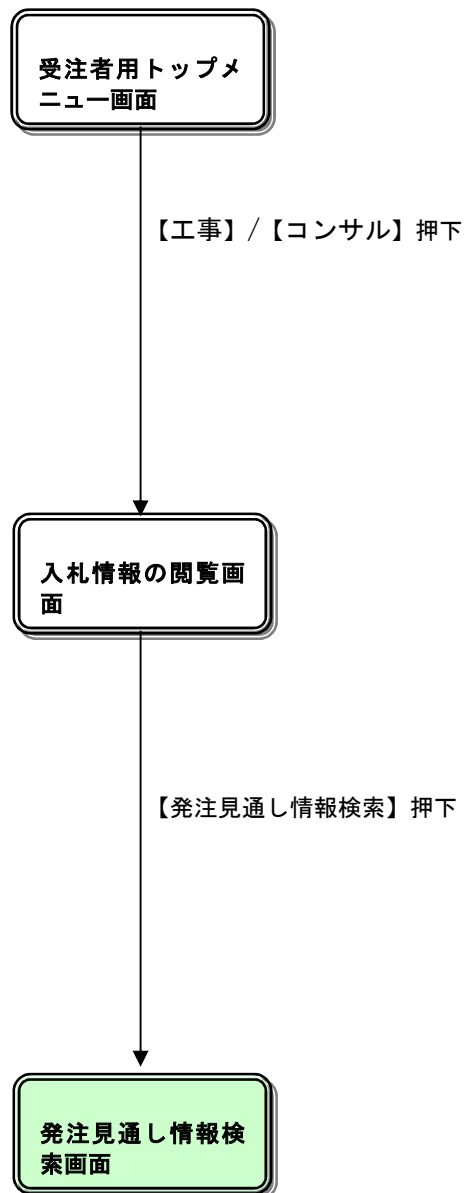 受注者用トップメ
ニュー画面
【工事】/【コンサル】押下
入札情報の閲覧画
面
【発注見通し情報検索】押下
発注見通し情報検
索画面